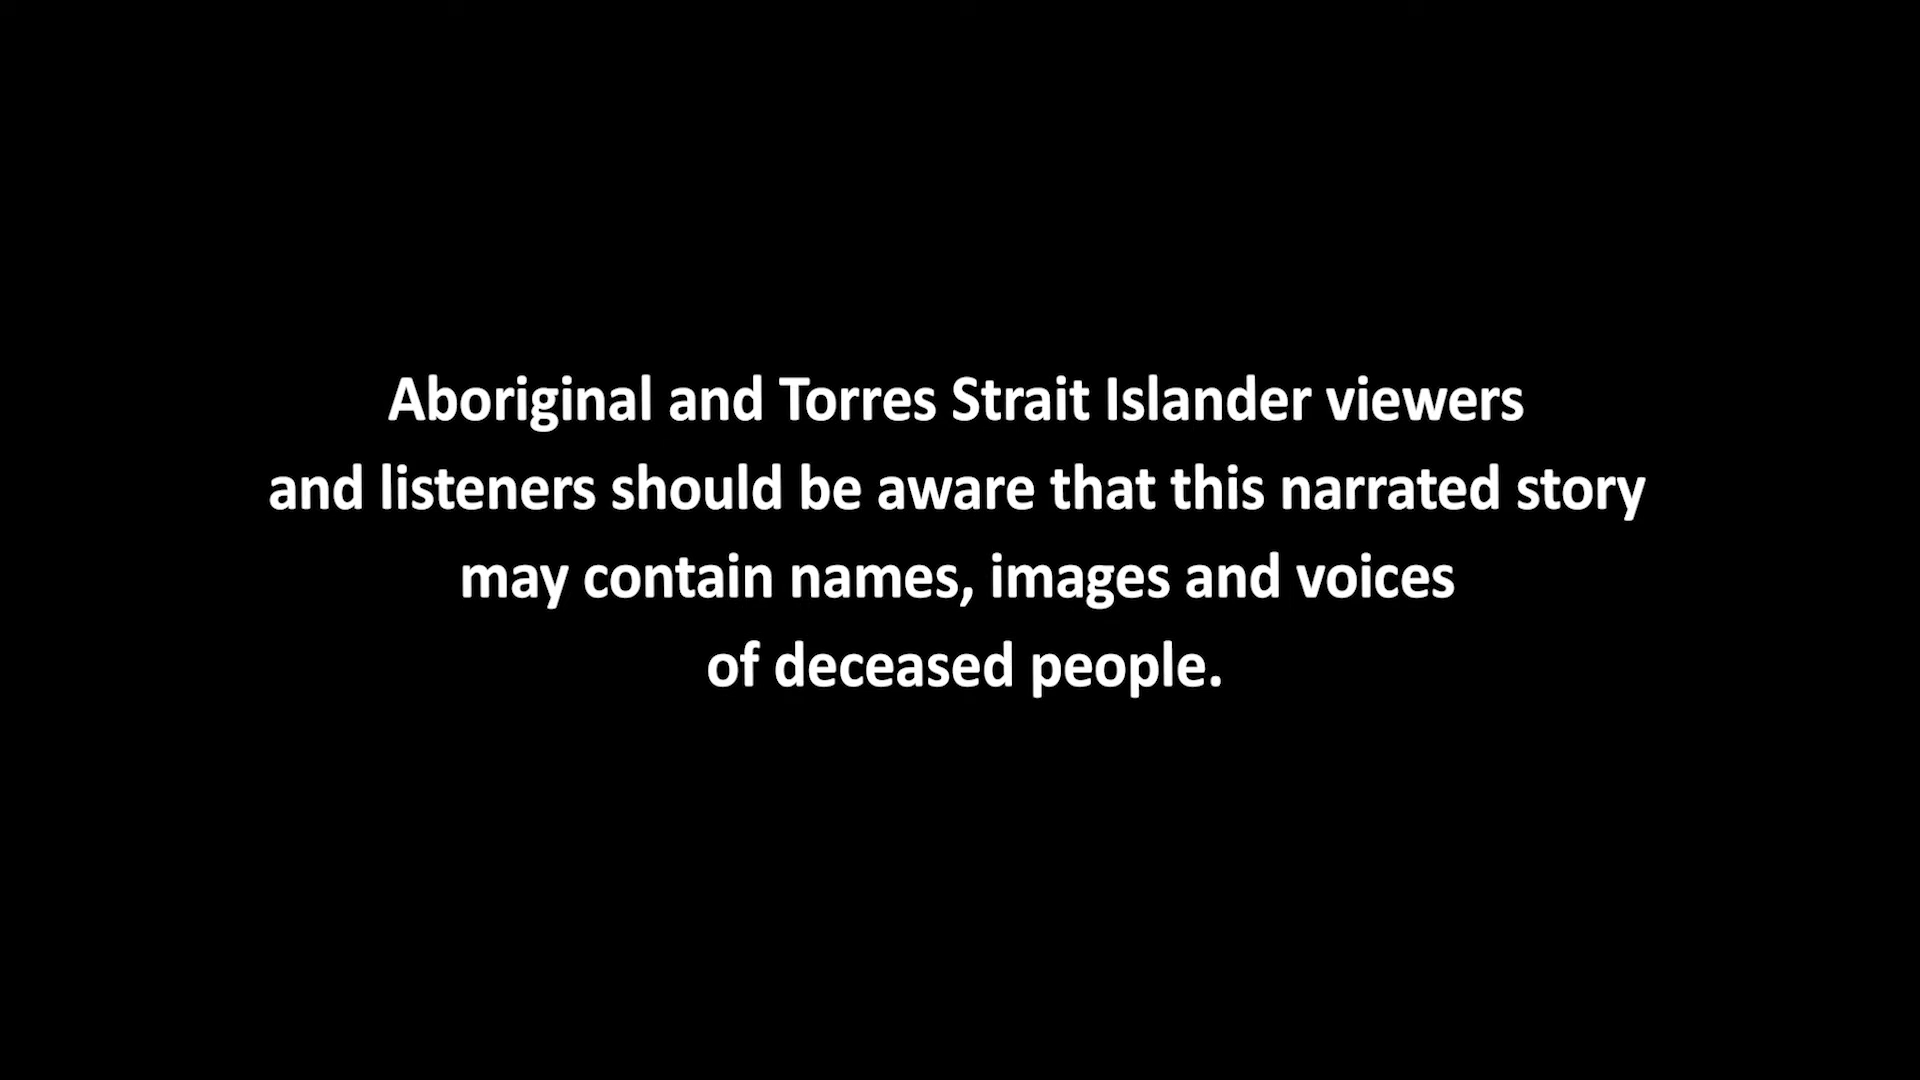 Aboriginal and Torres Strait Islander viewers
and listeners should be aware that this narrated story
may contain names, images and voices
of deceased people.